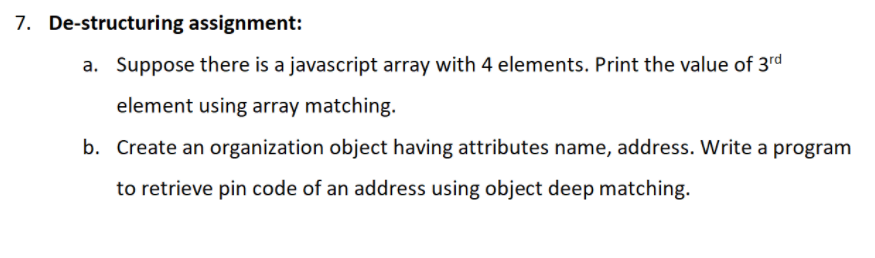 7. De-structuring assignment:
a. Suppose there is a javascript array with 4 elements. Print the value of 3rd
element using array matching.
b. Create an organization object having attributes name, address. Write a program
to retrieve pin code of an address using object deep matching.